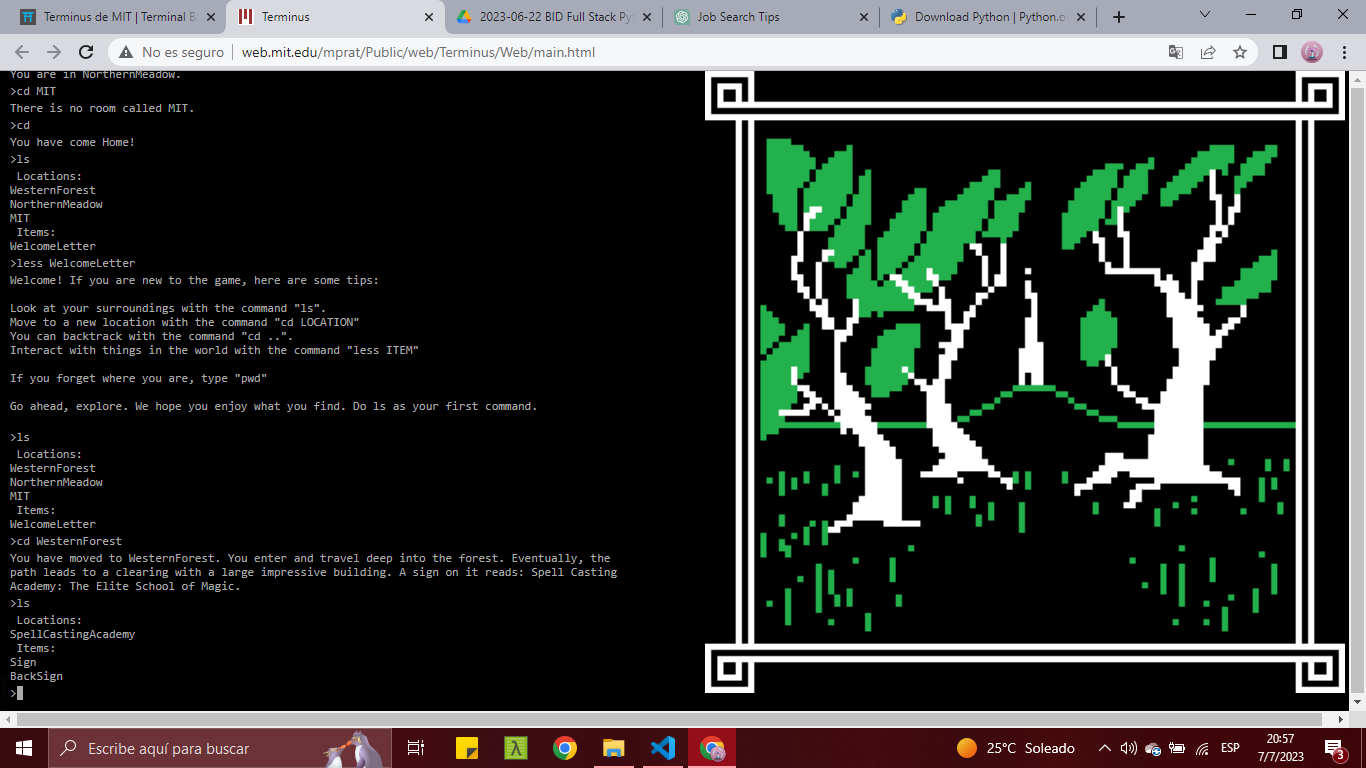 Terminus de MIT | Terminal B
Terminus
2023-06-22 BID Full Stack Py
Job Search Tips
Download Python | Python.o
No es seguro
web.mit.edu/mprat/Public/web/Terminus/Web/main.html
You are in NorthernMeadow.
>cd MIT
There is no room called MIT.
>cd
You have come Home!
>ls
Locations:
WesternForest
NorthernMeadow
MIT
Items:
WelcomeLetter
>less WelcomeLetter
Welcome! If you are new to the game, here are some tips:
Look at your surroundings with the command "ls".
Move to a new location with the command "cd LOCATION"
You can backtrack with the command "cd ..".
Interact with things in the world with the command "less ITEM"
If you forget where you are, type "pwd"
Go ahead, explore. We hope you enjoy what you find. Do ls as your first command.
>ls
Locations:
WesternForest
NorthernMeadow
MIT
Items:
WelcomeLetter
>cd WesternForest
You have moved to WesternForest. You enter and travel deep into the forest. Eventually, the
path leads to a clearing with a large impressive building. A sign on it reads: Spell Casting
Academy: The Elite School of Magic.
>ls
Locations:
SpellCastingAcademy
Items:
Sign
BackSign
>
Escribe aquí para buscar
25°C Soleado
ESP
20:57
7/7/2023
3